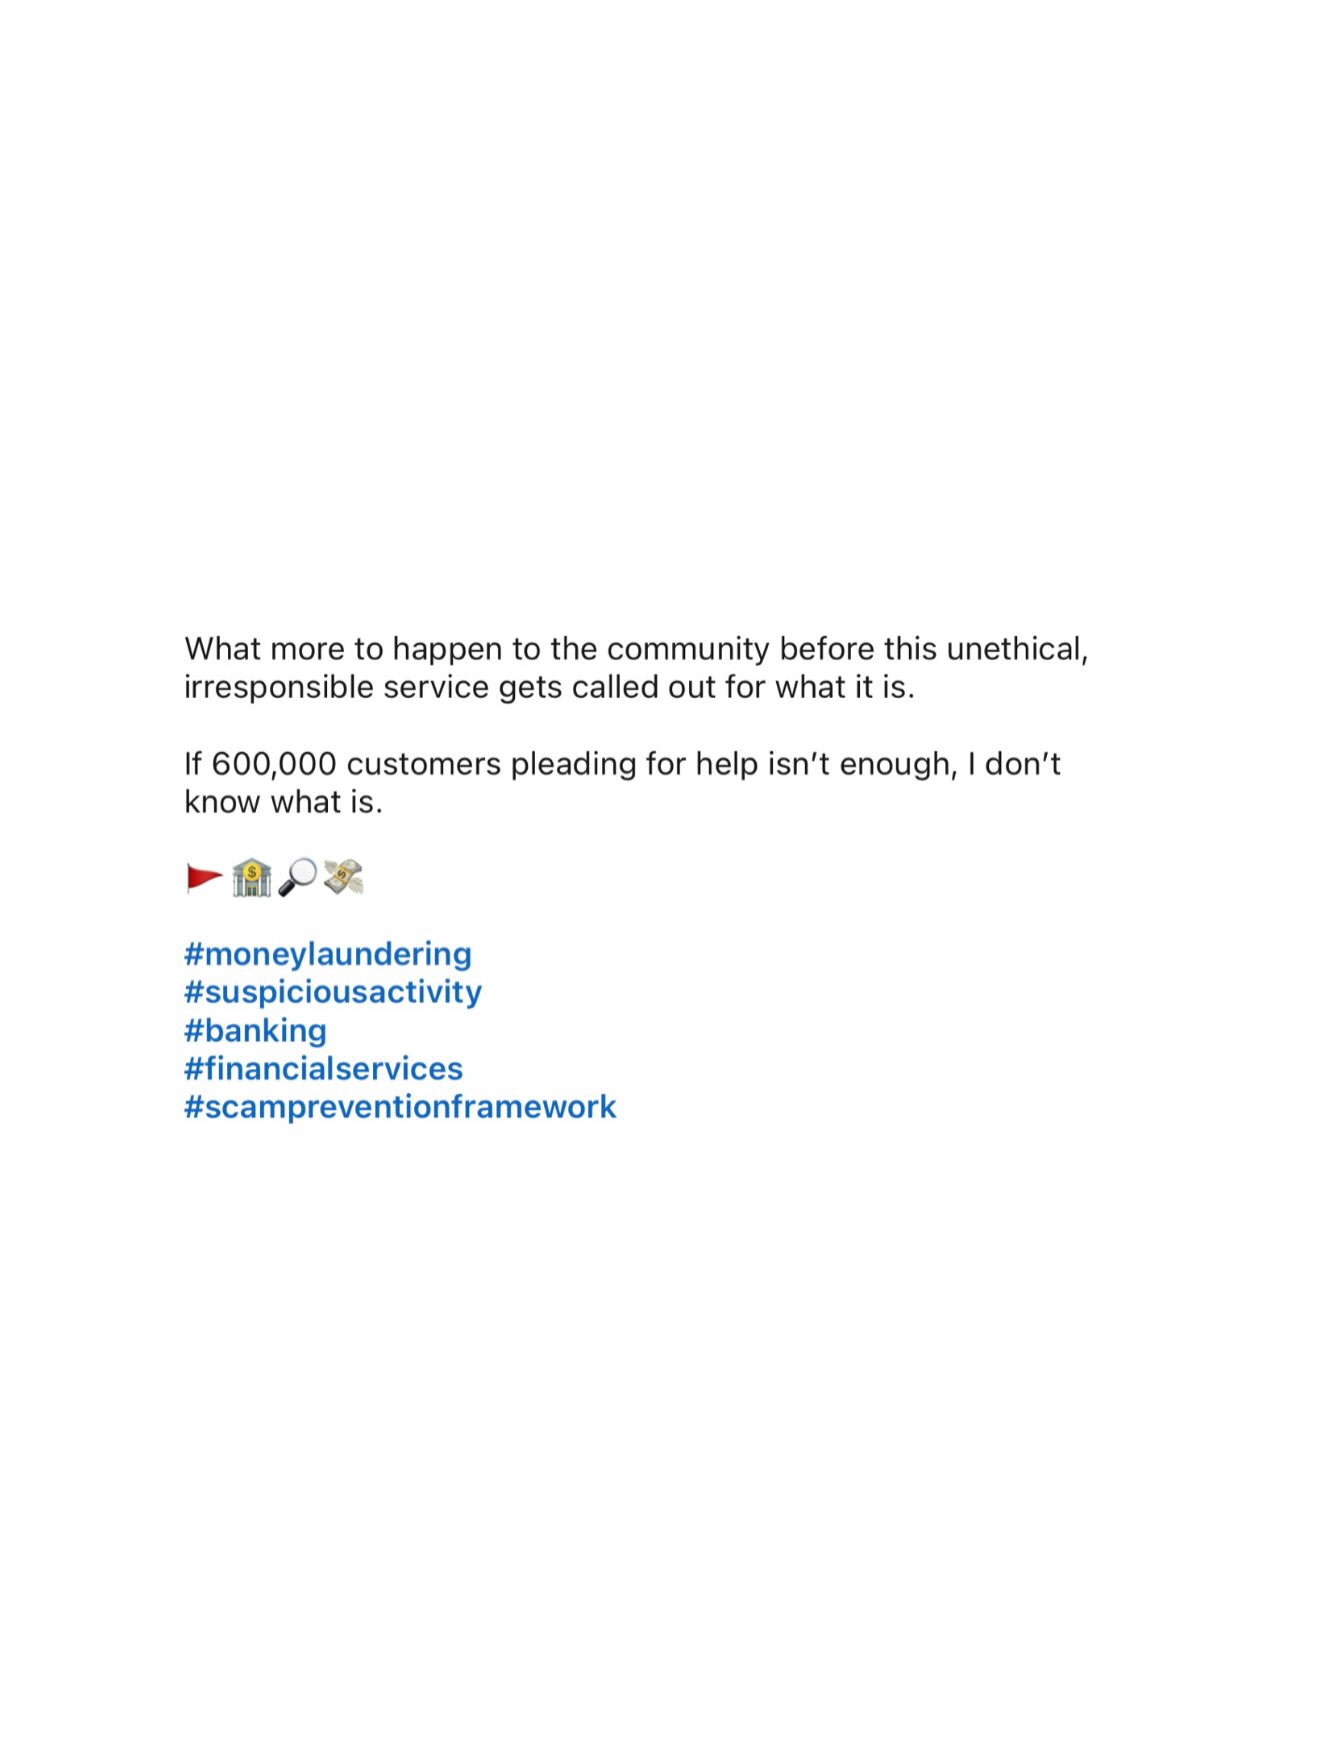 What more to happen to the community before this unethical,
irresponsible service gets called out for what it is.
If 600,000 customers pleading for help isn’t enough, I don’t
know what is.
🚩🏦🔎💸
#moneylaundering
#suspiciousactivity
#banking
#financialservices
#scampreventionframework